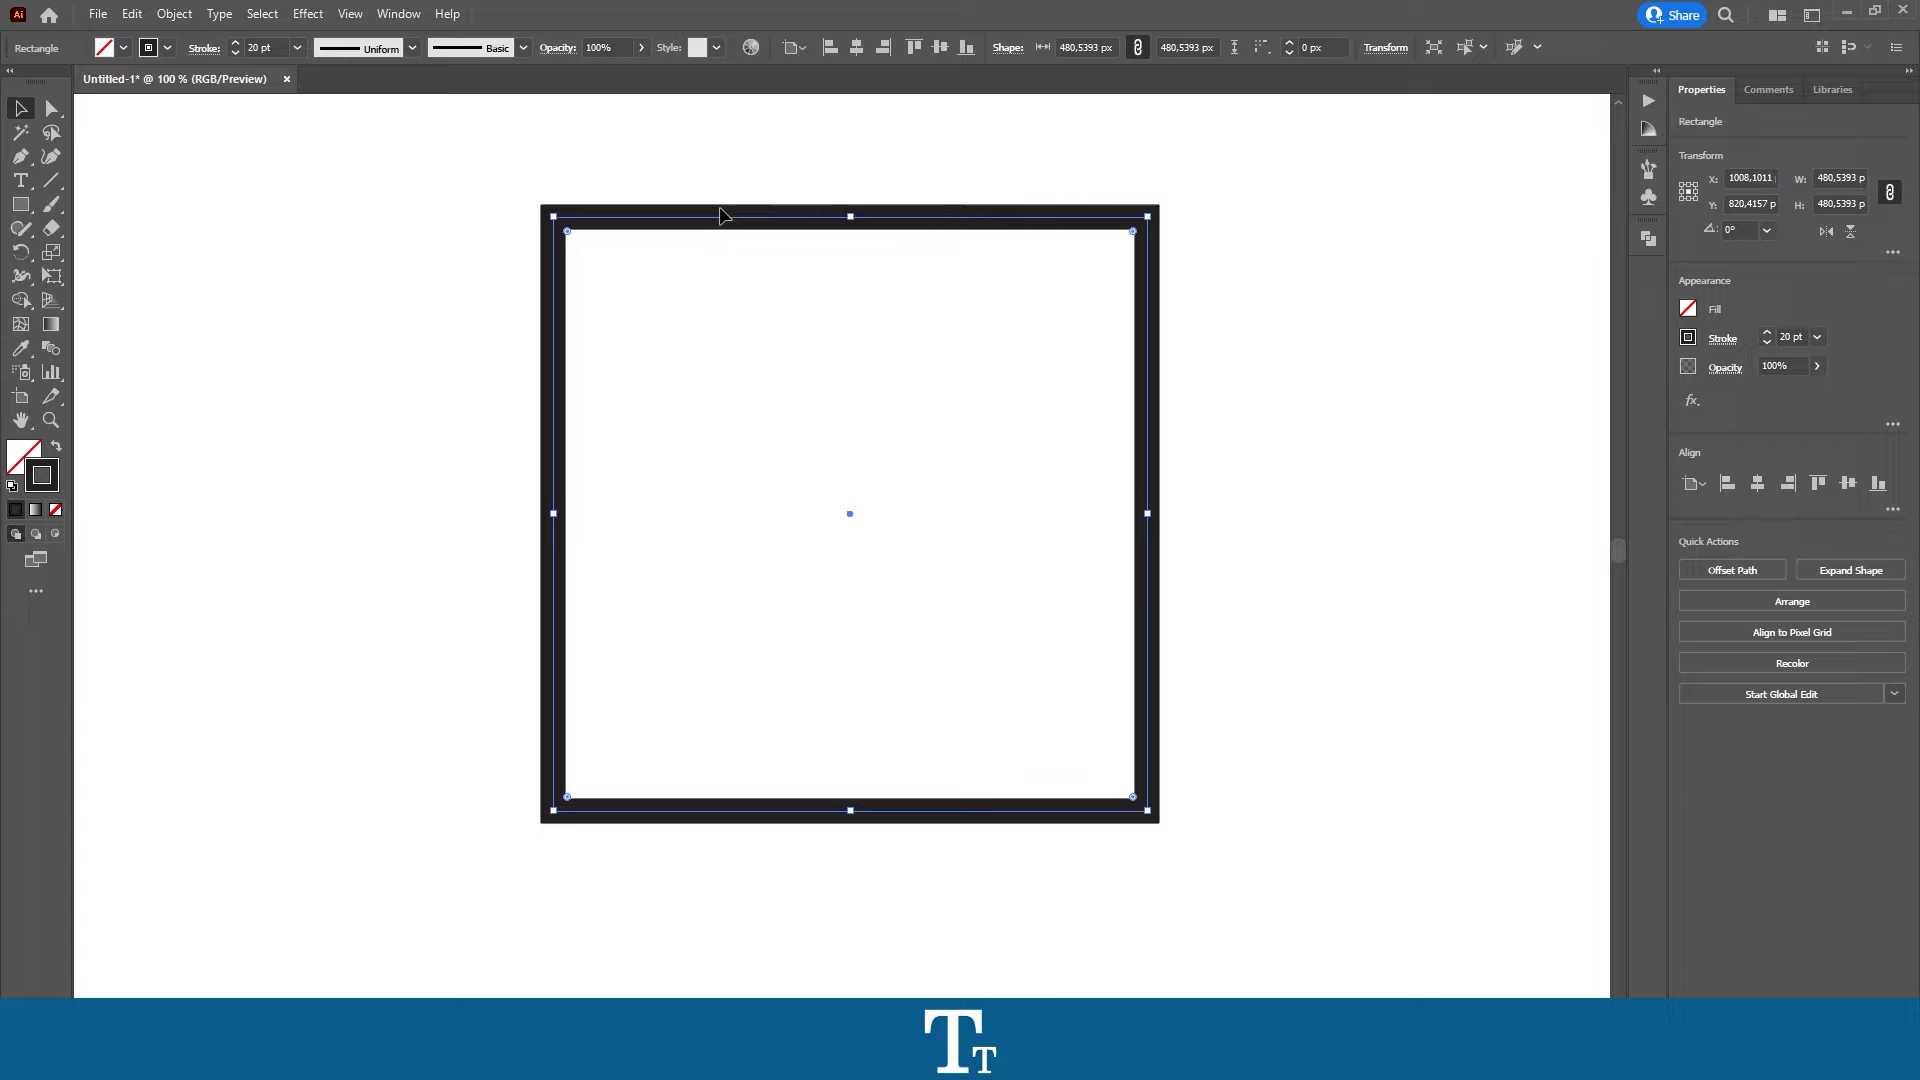 Ai File Edit Object Type Select Effect View Window Help Share
Rectangle Stroke: 20 pt Uniform Basic Opacity: 100% Style: Shape: 480,5393 px 480,5393 px 0 px Transform
Untitled-1* @ 100 % (RGB/Preview)
Properties Comments Libraries
Rectangle
Transform
X: 1008,1011 W: 480,5393 p
Y: 820,4157 p H: 480,5393 p
0°
Appearance
Fill
Stroke 20 pt
Opacity 100%
fx.
Align
Quick Actions
Offset Path Expand Shape
Arrange
Align to Pixel Grid
Recolor
Start Global Edit
TT